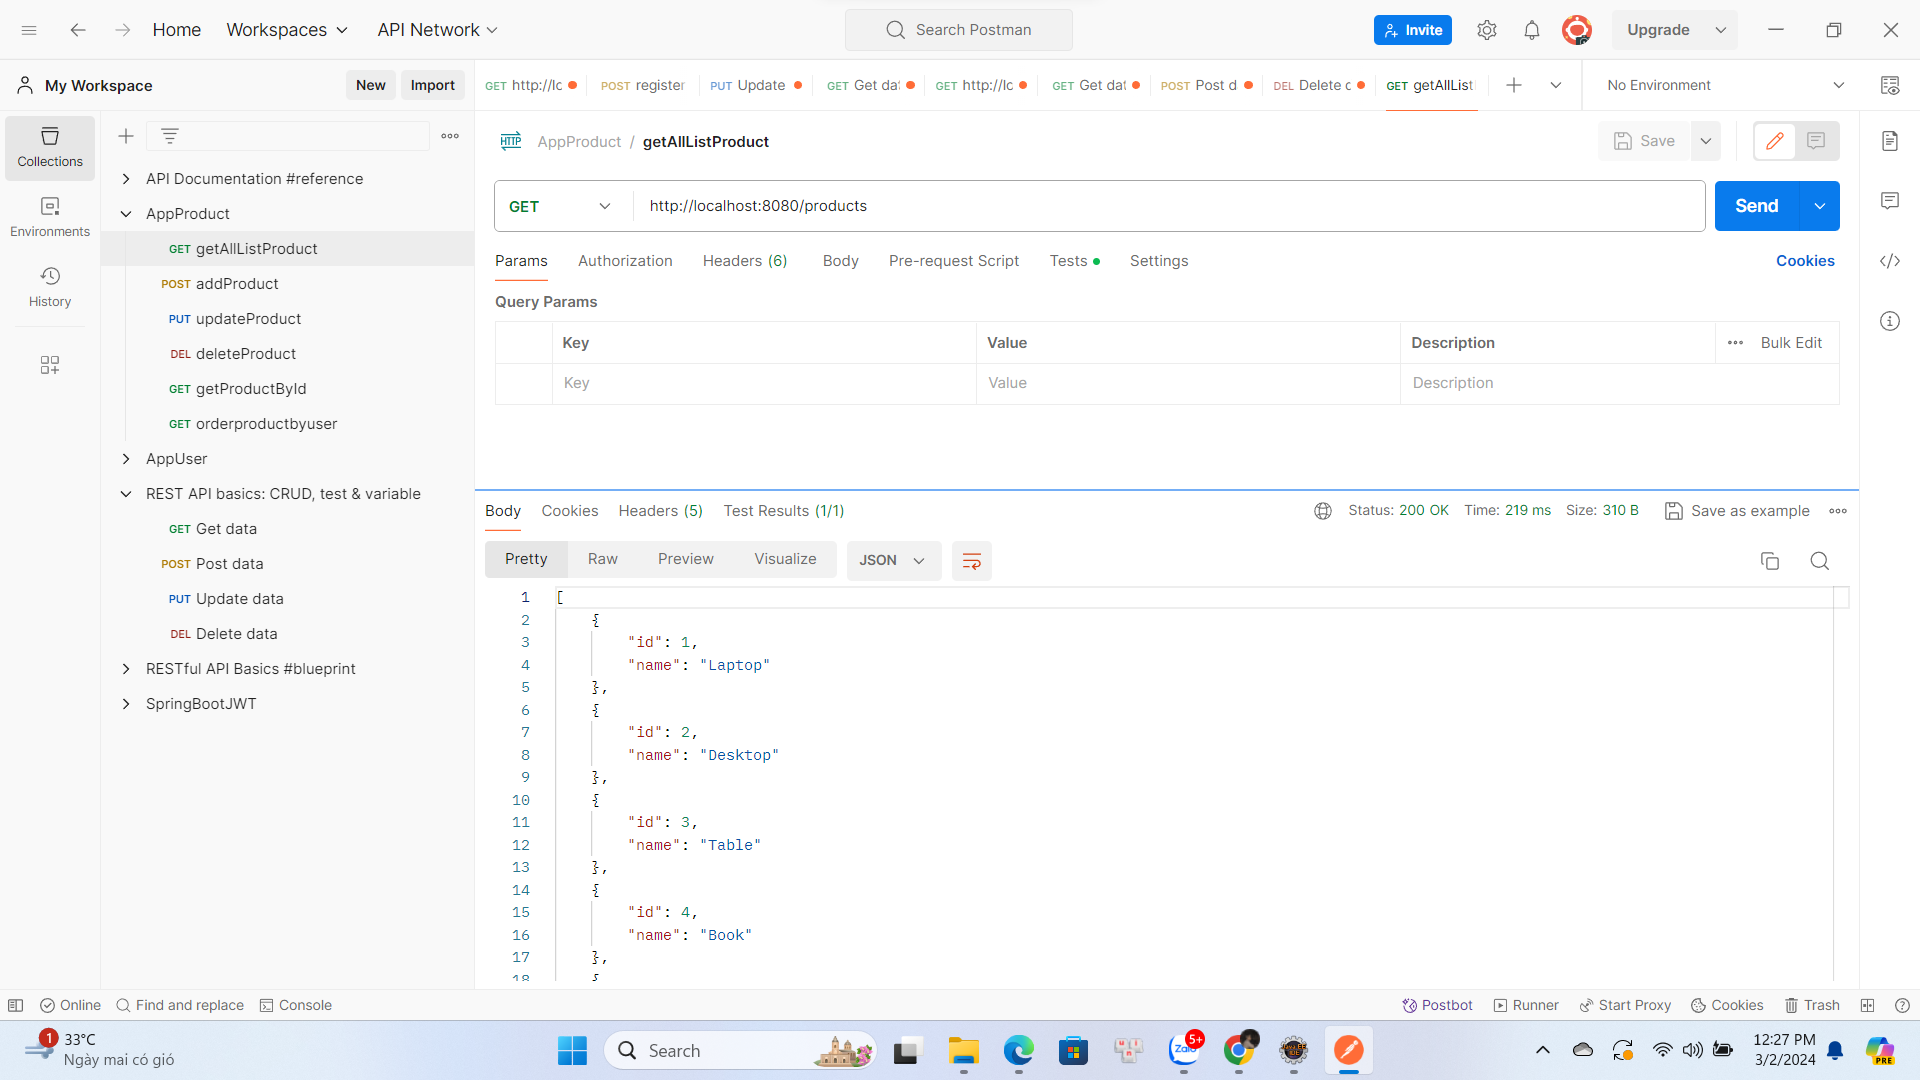 Home
Workspaces
API Network
Search Postman
Invite
Upgrade
My Workspace
New
Import
GET http://lc
POST register
PUT Update
GET Get dat
GET http://lc
GET Get dat
POST Post d
DEL Delete c
GET getAllList
No Environment
Collections
Environments
History
API Documentation #reference
AppProduct
GET getAllListProduct
POST addProduct
PUT updateProduct
DEL deleteProduct
GET getProductById
GET orderproductbyuser
AppUser
REST API basics: CRUD, test & variable
GET Get data
POST Post data
PUT Update data
DEL Delete data
RESTful API Basics #blueprint
SpringBootJWT
HTTP AppProduct / getAllListProduct
Save
GET http://localhost:8080/products
Send
Params Authorization Headers (6) Body Pre-request Script Tests Settings
Cookies
Query Params
Key Value Description Bulk Edit
Key Value Description
Body Cookies Headers (5) Test Results (1/1)
Status: 200 OK Time: 219 ms Size: 310 B Save as example
Pretty Raw Preview Visualize JSON
1 [
2 {
3 "id": 1,
4 "name": "Laptop"
5 },
6 {
7 "id": 2,
8 "name": "Desktop"
9 },
10 {
11 "id": 3,
12 "name": "Table"
13 },
14 {
15 "id": 4,
16 "name": "Book"
17 },
18 {
Online Find and replace Console
Postbot Runner Start Proxy Cookies Trash
1
33°C
Ngày mai có gió
Search
Zalo
5+
12:27 PM
3/2/2024
PRE